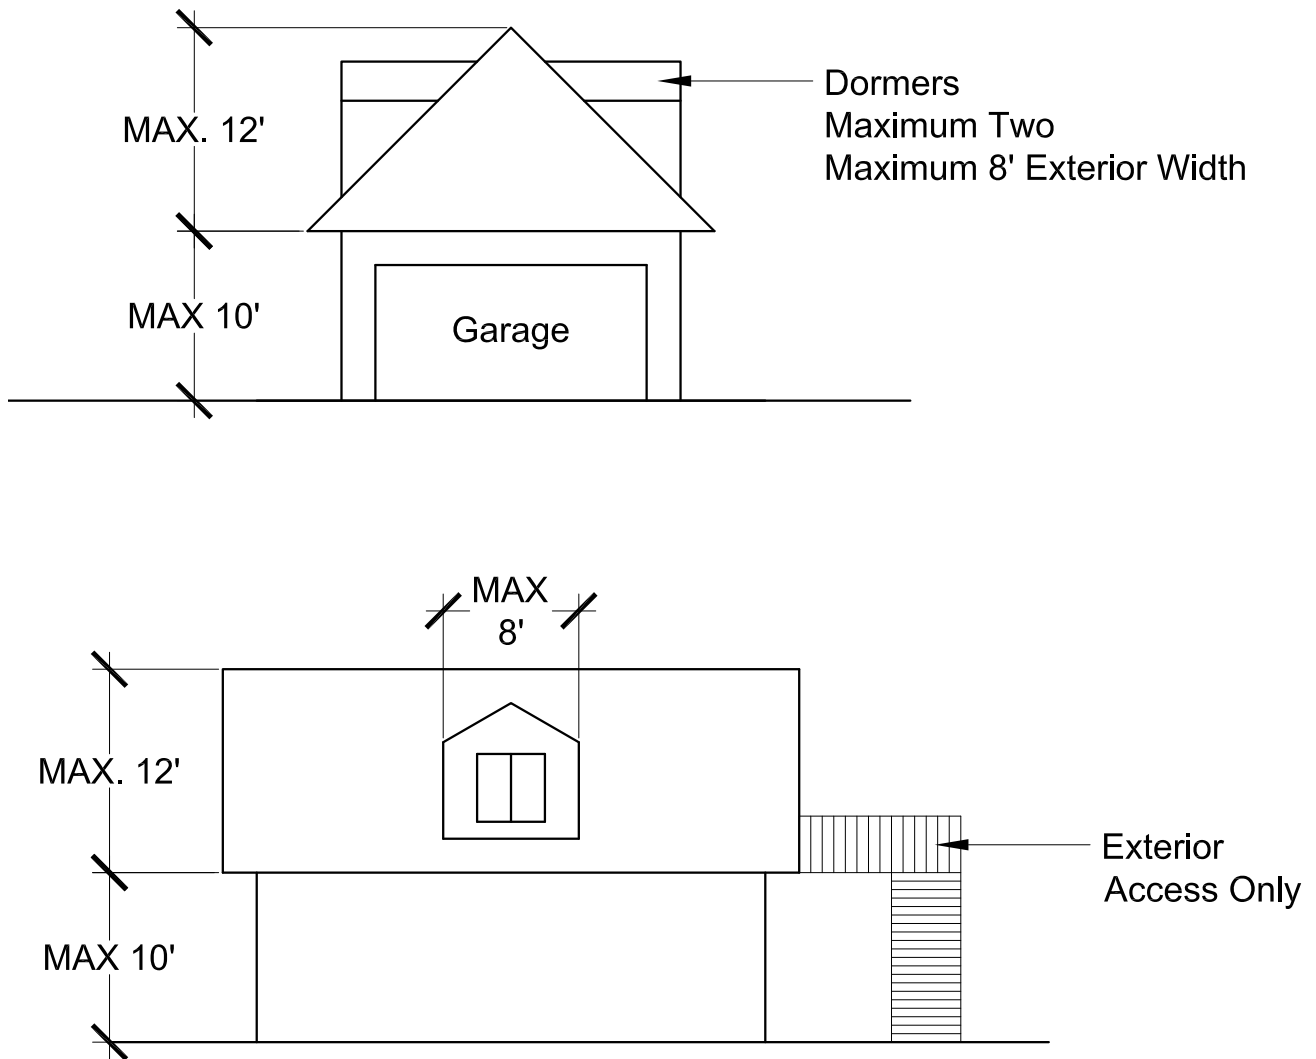 MAX. 12'
Dormers
Maximum Two
Maximum 8' Exterior Width
MAX 10'
Garage
MAX
8'
MAX. 12'
Exterior
Access Only
MAX 10'